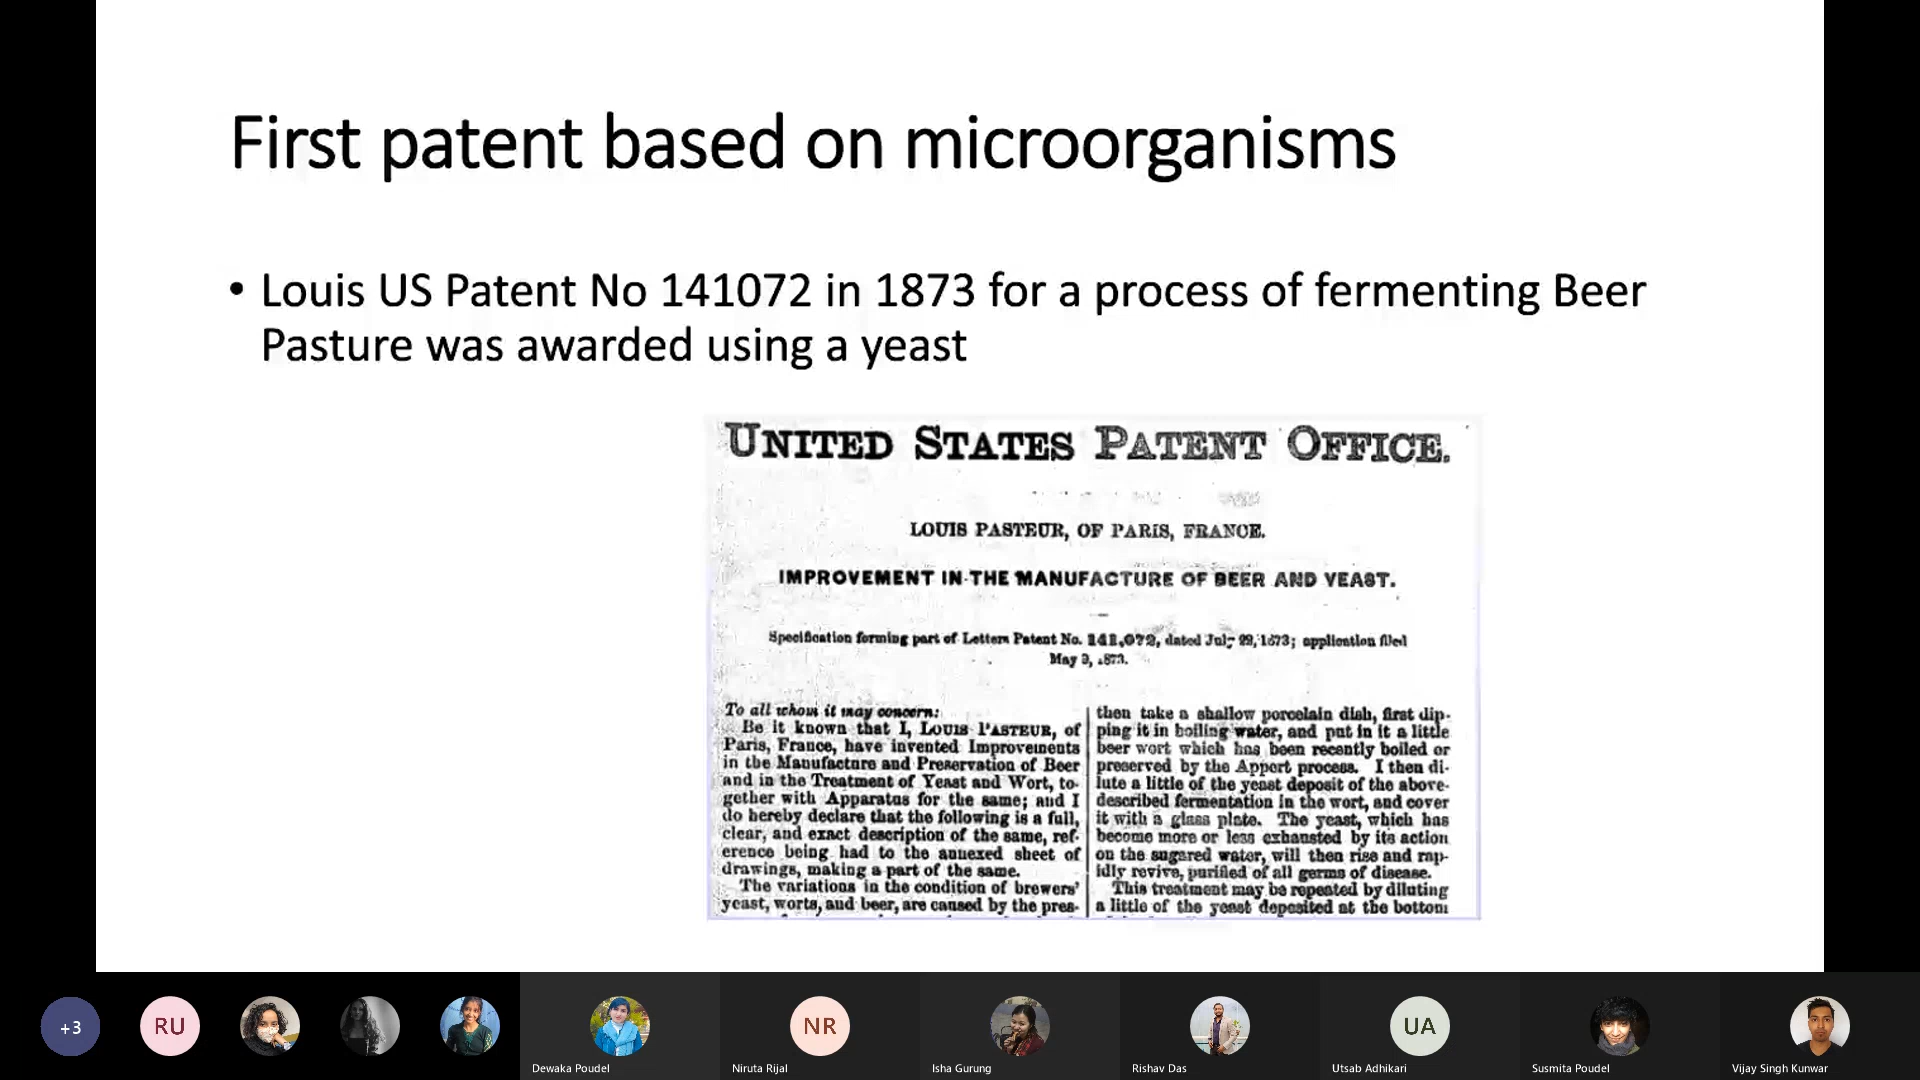 First patent based on microorganisms
• Louis US Patent No 141072 in 1873 for a process of fermenting Beer
Pasture was awarded using a yeast
UNITED STATES PATENT OFFICE.
LOUIS PASTEUR, OF PARIS, FRANCE.
IMPROVEMENT IN THE MANUFACTURE OF BEER AND YEAST.
Specification forming part of Letters Patent No. 141,072, dated July 22, 1873; application filed
May 9, 1873.
To all whom it may concern:
Be it known that I, LOUIS PASTEUR, of
Paris, France, have invented Improvements
in the Manufacture and Preservation of Beer
and in the Treatment of Yeast and Wort, to-
gether with Apparatus for the same; and I
do hereby declare that the following is a full,
clear, and exact description of the same, ref-
erence being had to the annexed sheet of
drawings, making a part of the same.
The variations in the condition of brewers'
yeast, worts, and beer, are caused by the pres-
then take a shallow porcelain dish, first dip-
ping it in boiling water, and put in it a little
beer wort which has been recently boiled or
preserved by the Appert process. I then di-
lute a little of the yeast deposit of the above-
described fermentation in the wort, and cover
it with a glass plate. The yeast, which has
become more or less exhausted by its action
on the sugared water, will then rise and rap-
idly revive, purified of all germs of disease.
This treatment may be repeated by diluting
a little of the yeast deposited at the bottom
+3
RU
NR
UA
Dewaka Poudel
Niruta Rijal
Isha Gurung
Rishav Das
Utsab Adhikari
Susmita Poudel
Vijay Singh Kunwar